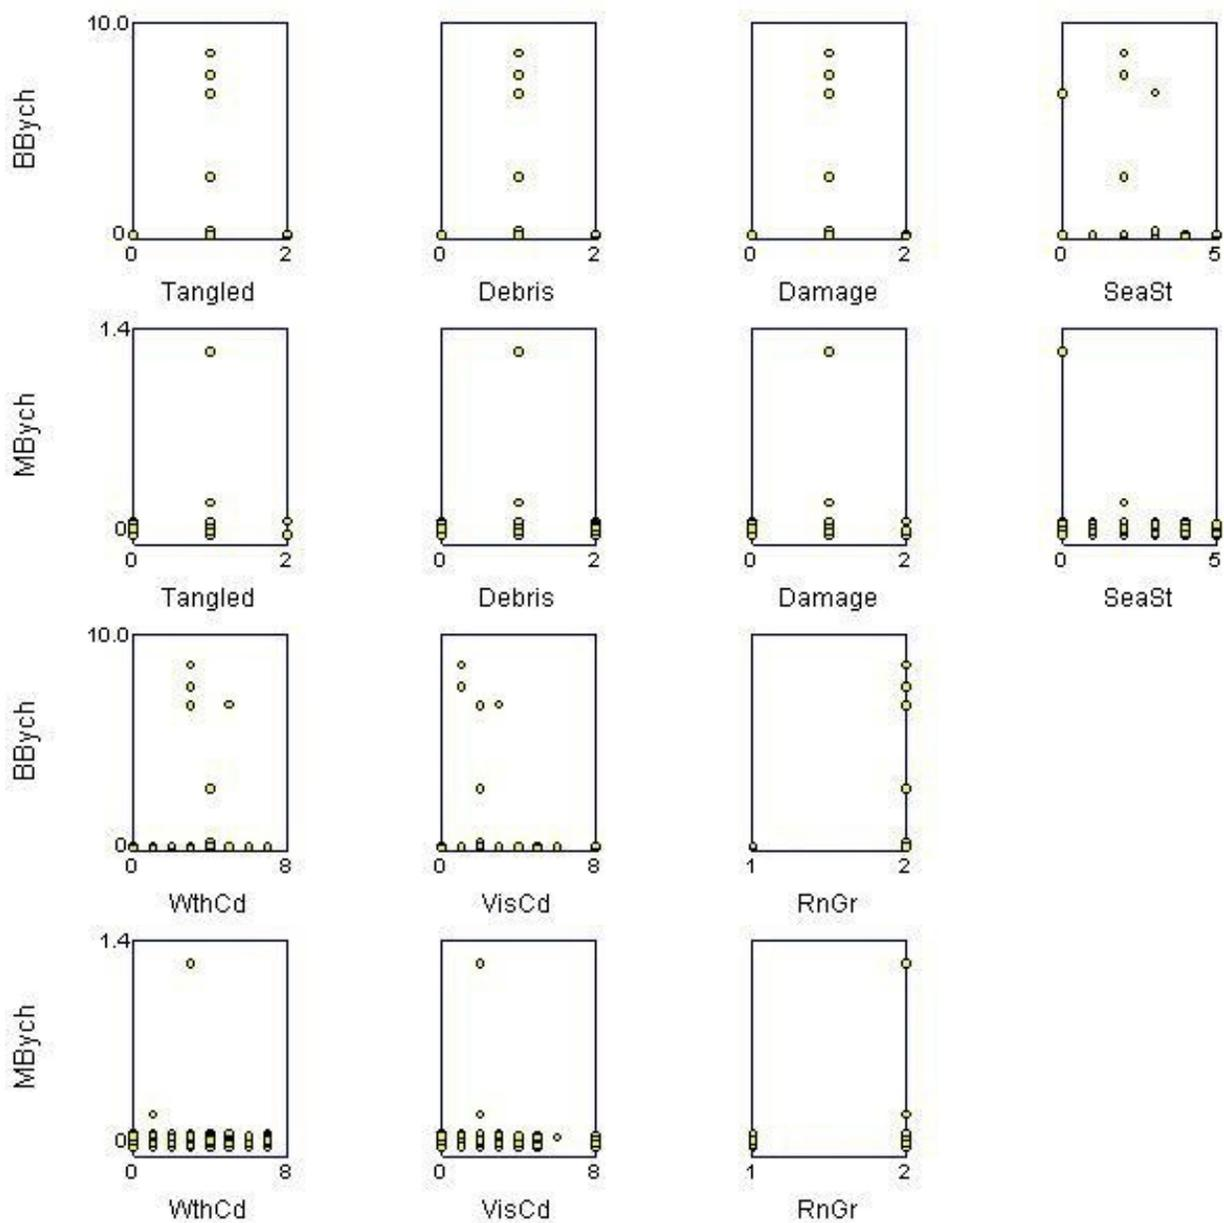 10.0
BBych
0
0 2 0 2 0 2 0 5
Tangled Debris Damage SeaSt
1.4
MBych
0
0 2 0 2 0 2 0 5
Tangled Debris Damage SeaSt
10.0
BBych
0
0 8 0 8 1 2
WthCd VisCd RnGr
1.4
MBych
0
0 8 0 8 1 2
WthCd VisCd RnGr